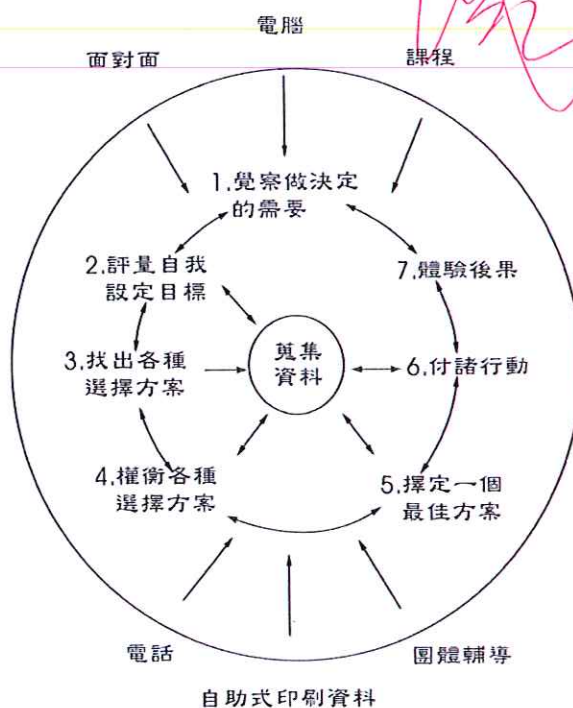 電腦
面對面
課程
1.覺察做決定
的需要
2.評量自我
設定目標
7.體驗後果
3.找出各種
選擇方案
蒐集
資料
6.付諸行動
4.權衡各種
選擇方案
5.擇定一個
最佳方案
電話
團體輔導
自助式印刷資料